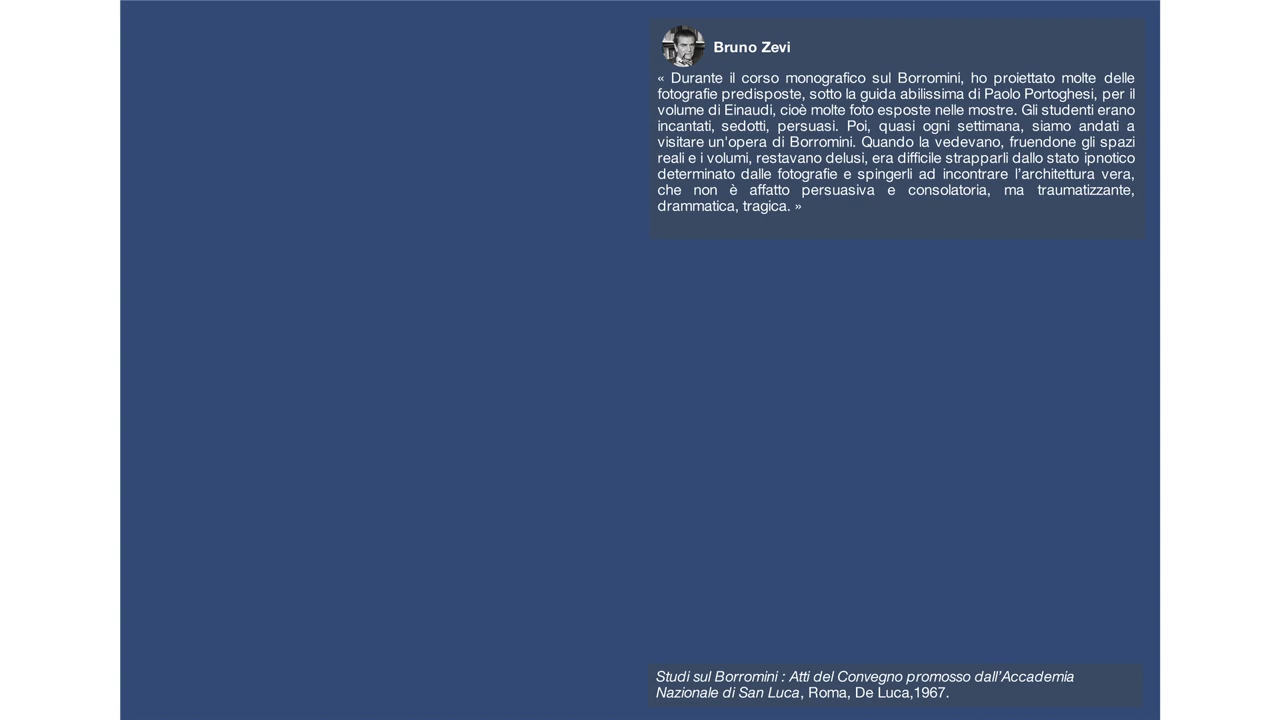 Bruno Zevi
« Durante il corso monografico sul Borromini, ho proiettato molte delle
fotografie predisposte, sotto la guida abilissima di Paolo Portoghesi, per il
volume di Einaudi, cioè molte foto esposte nelle mostre. Gli studenti erano
incantati, sedotti, persuasi. Poi, quasi ogni settimana, siamo andati a
visitare un'opera di Borromini. Quando la vedevano, fruendone gli spazi
reali e i volumi, restavano delusi, era difficile strapparli dallo stato ipnotico
determinato dalle fotografie e spingerli ad incontrare l’architettura vera,
che non è affatto persuasiva e consolatoria, ma traumatizzante,
drammatica, tragica. »
Studi sul Borromini : Atti del Convegno promosso dall’Accademia
Nazionale di San Luca, Roma, De Luca,1967.